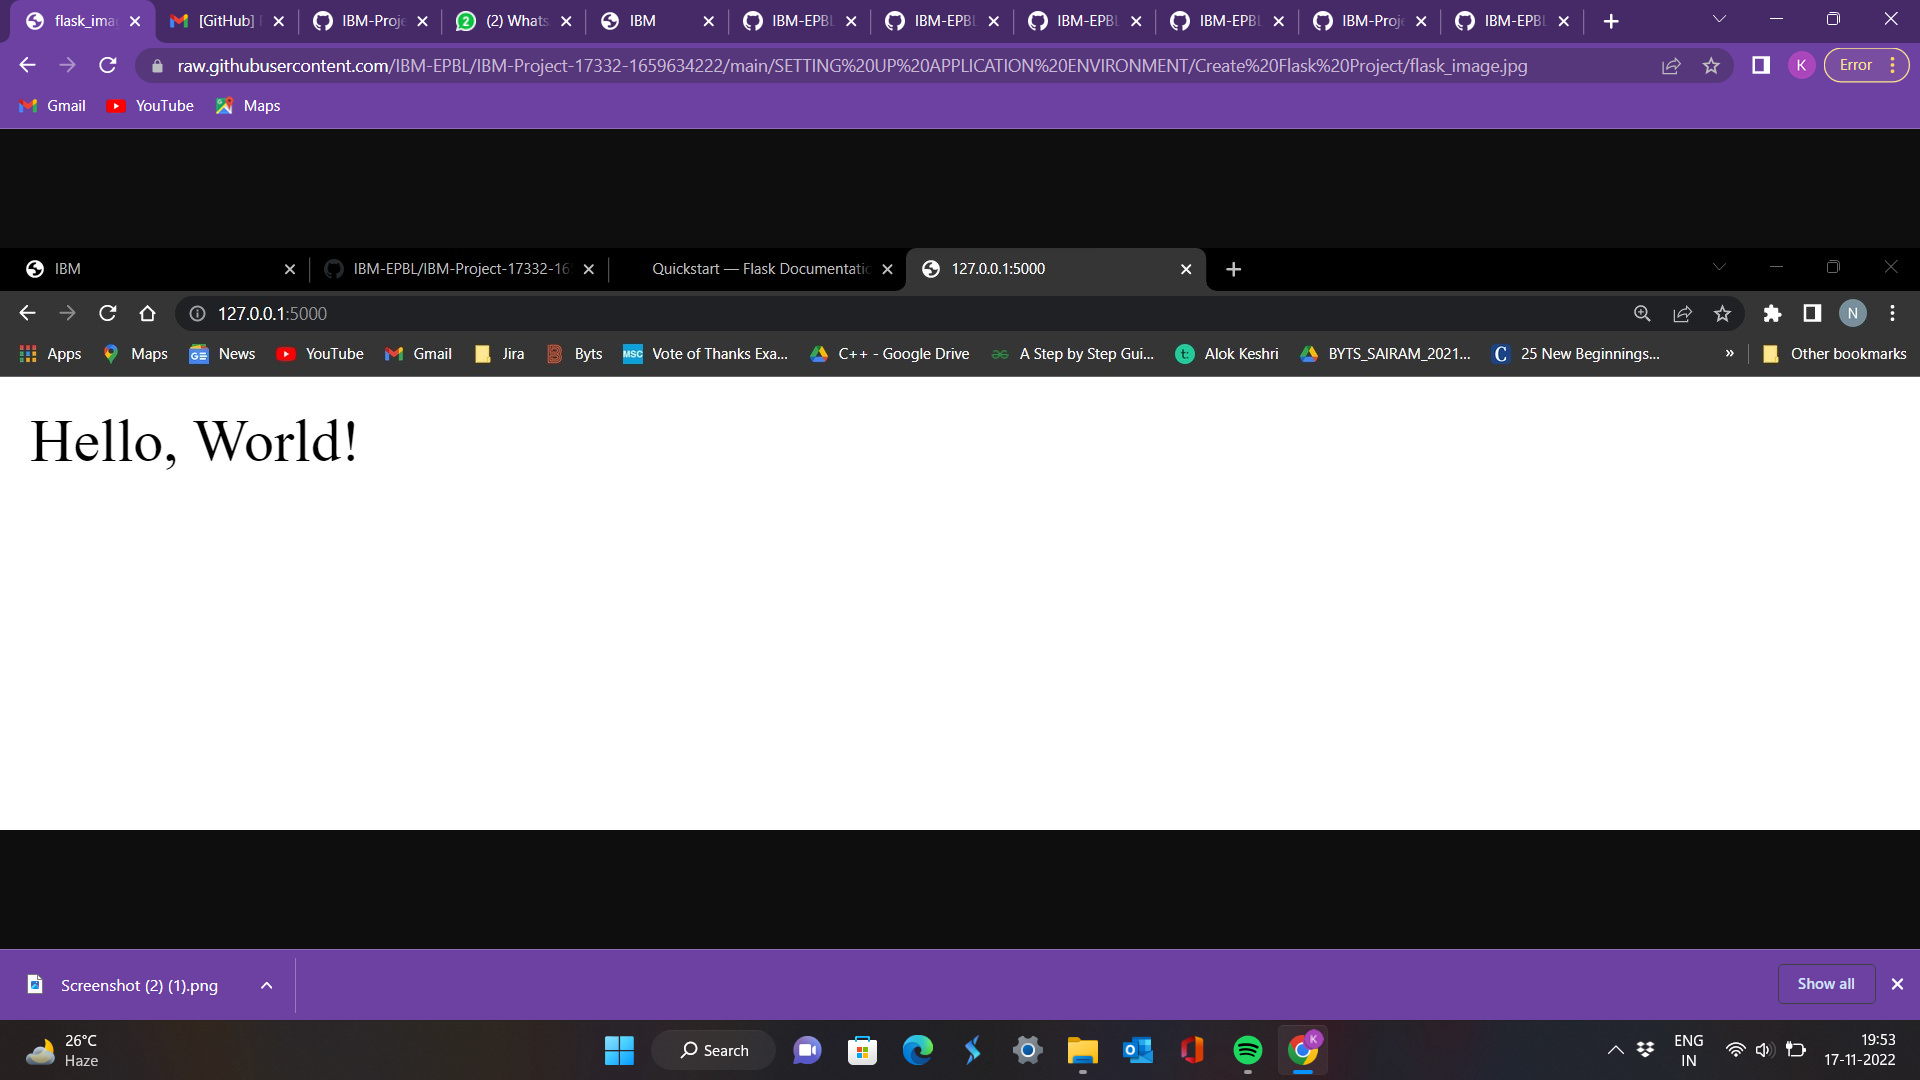 flask_ima [GitHub] IBM-Proje (2) Whats IBM IBM-EPBL IBM-EPBL IBM-EPBL IBM-EPBL IBM-Proje IBM-EPBL
raw.githubusercontent.com/IBM-EPBL/IBM-Project-17332-1659634222/main/SETTING%20UP%20APPLICATION%20ENVIRONMENT/Create%20Flask%20Project/flask_image.jpg K Error
Gmail YouTube Maps
IBM IBM-EPBL/IBM-Project-17332-16 Quickstart — Flask Documentatio 127.0.0.1:5000
127.0.0.1:5000 N
Apps Maps News YouTube Gmail Jira Byts MSC Vote of Thanks Exa... C++ - Google Drive A Step by Step Gui... t: Alok Keshri BYTS_SAIRAM_2021... C 25 New Beginnings... » Other bookmarks
Hello, World!
Screenshot (2) (1).png Show all
26°C
Haze
Search
K
ENG
IN
19:53
17-11-2022